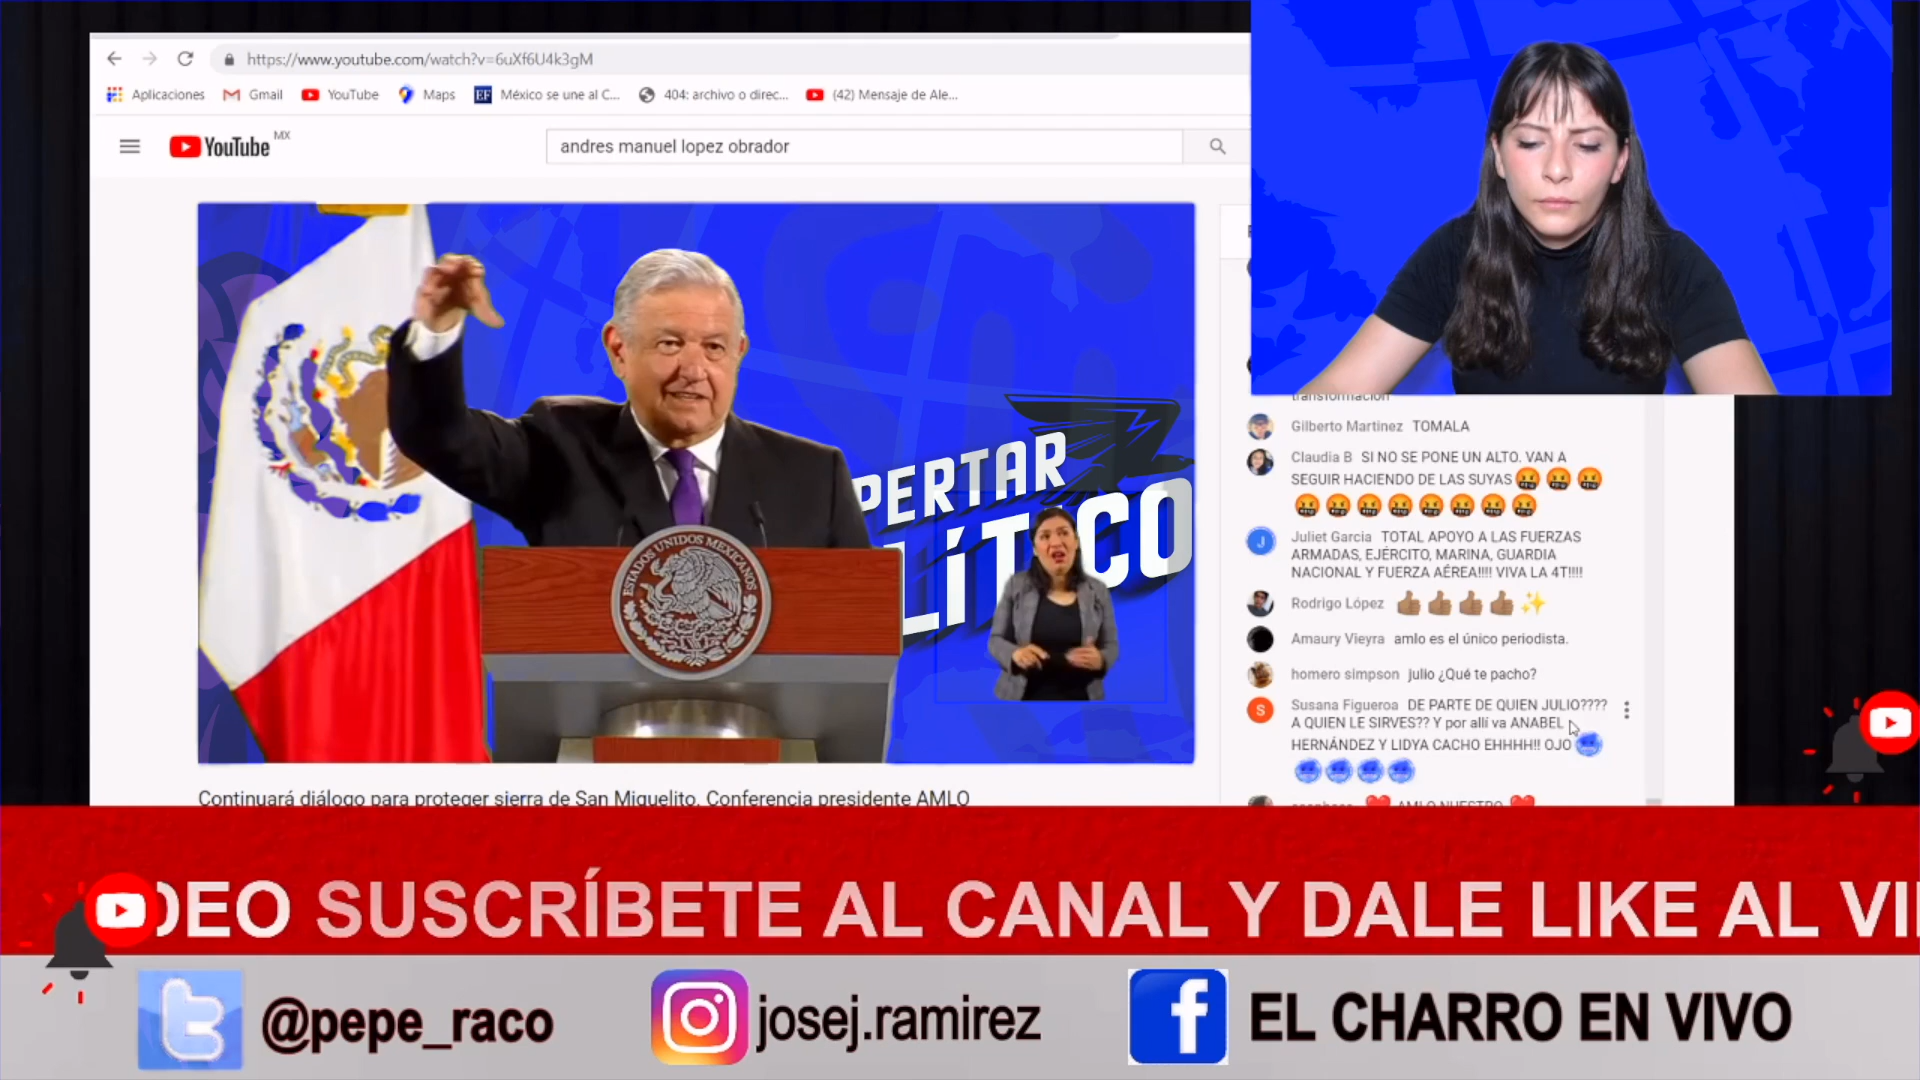 https://www.youtube.com/watch?v=6uXf6U4k3gM
Aplicaciones
Gmail
YouTube
Maps
EF
México se une al C...
404: archivo o direc...
(42) Mensaje de Ale...
YouTube MX
andres manuel lopez obrador
PERTAR
LÍTICO
ESTADOS UNIDOS MEXICANOS
transformación
Gilberto Martinez TOMALA
Claudia B SI NO SE PONE UN ALTO. VAN A
SEGUIR HACIENDO DE LAS SUYAS
J
Juliet Garcia TOTAL APOYO A LAS FUERZAS
ARMADAS, EJÉRCITO, MARINA, GUARDIA
NACIONAL Y FUERZA AÉREA!!!! VIVA LA 4T!!!!
Rodrigo López
Amaury Vieyra amlo es el único periodista.
homero simpson julio ¿Qué te pacho?
S
Susana Figueroa DE PARTE DE QUIEN JULIO????
A QUIEN LE SIRVES?? Y por allí va ANABEL
HERNÁNDEZ Y LIDYA CACHO EHHHH!! OJO
AMLO NUESTRO
Continuará diálogo para proteger sierra de San Miguelito. Conferencia presidente AMLO
DEO SUSCRÍBETE AL CANAL Y DALE LIKE AL VI
@pepe_raco
josej.ramirez
EL CHARRO EN VIVO